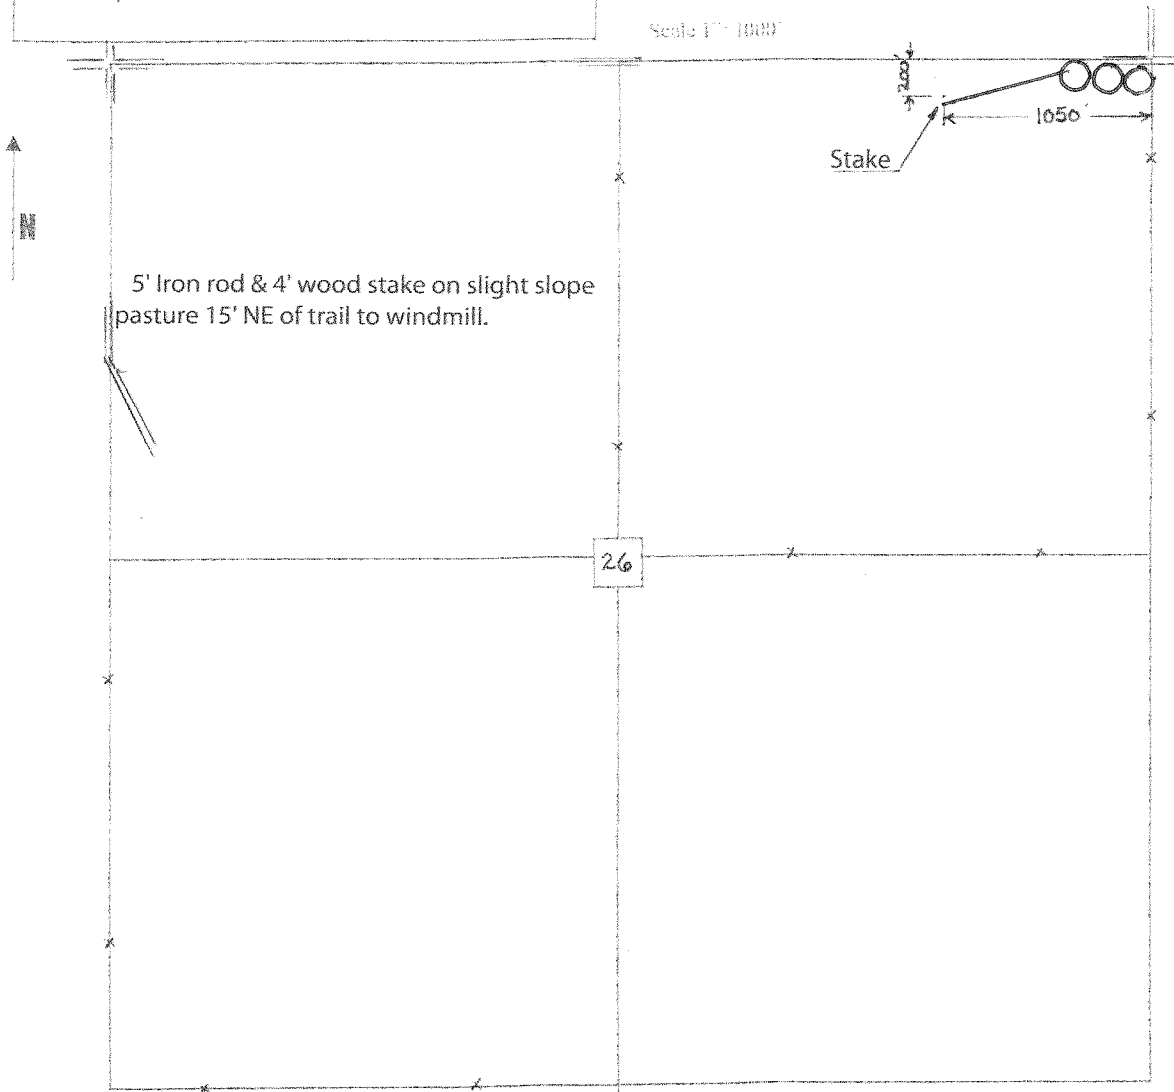 Scale 1" = 1000'
200'
1050'
Stake
N
5' Iron rod & 4' wood stake on slight slope
pasture 15' NE of trail to windmill.
26